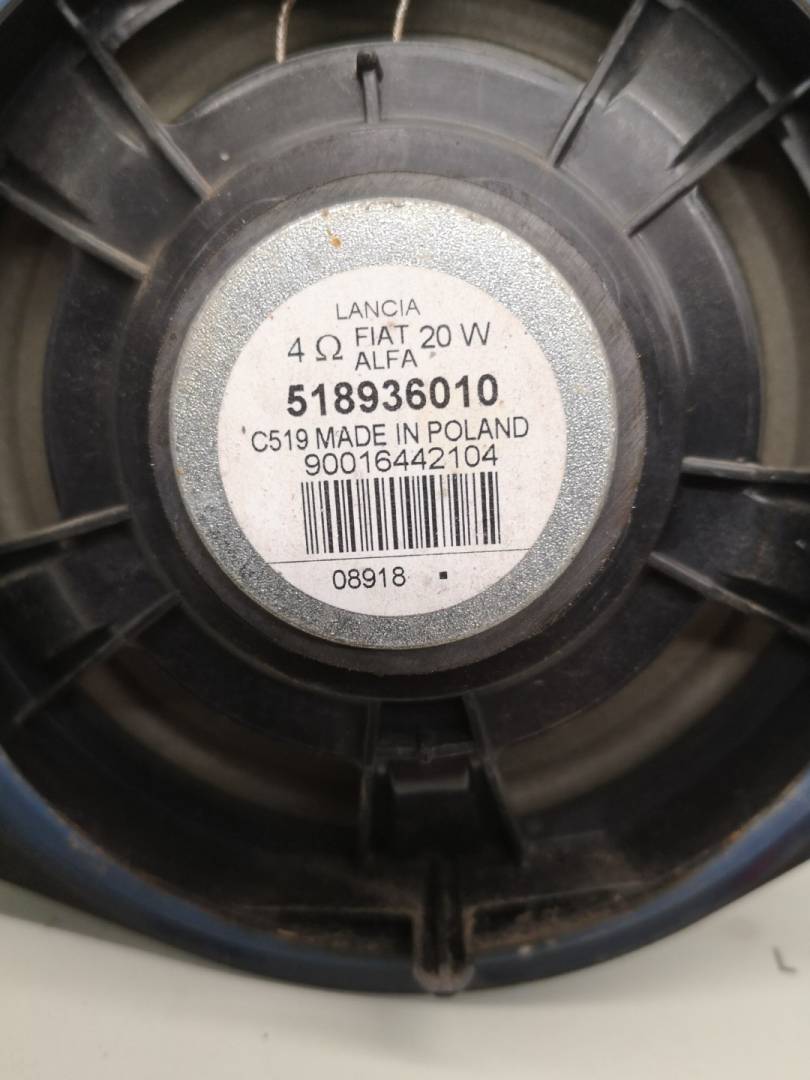 LANCIA
4 Ω FIAT 20 W
ALFA
518936010
C519 MADE IN POLAND
90016442104
08918